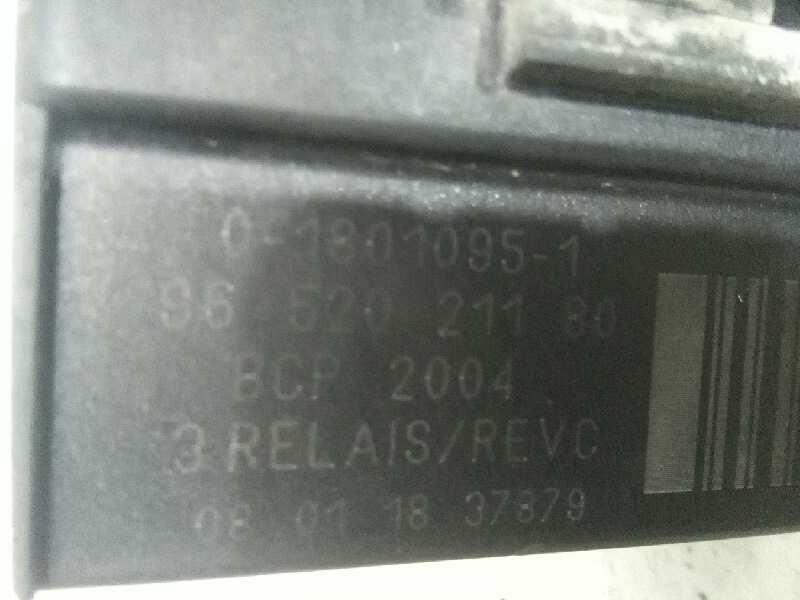 0-1801095-1
96 520 211 80
BCP 2004
3 RELAIS/REVC
08 01 18 37879